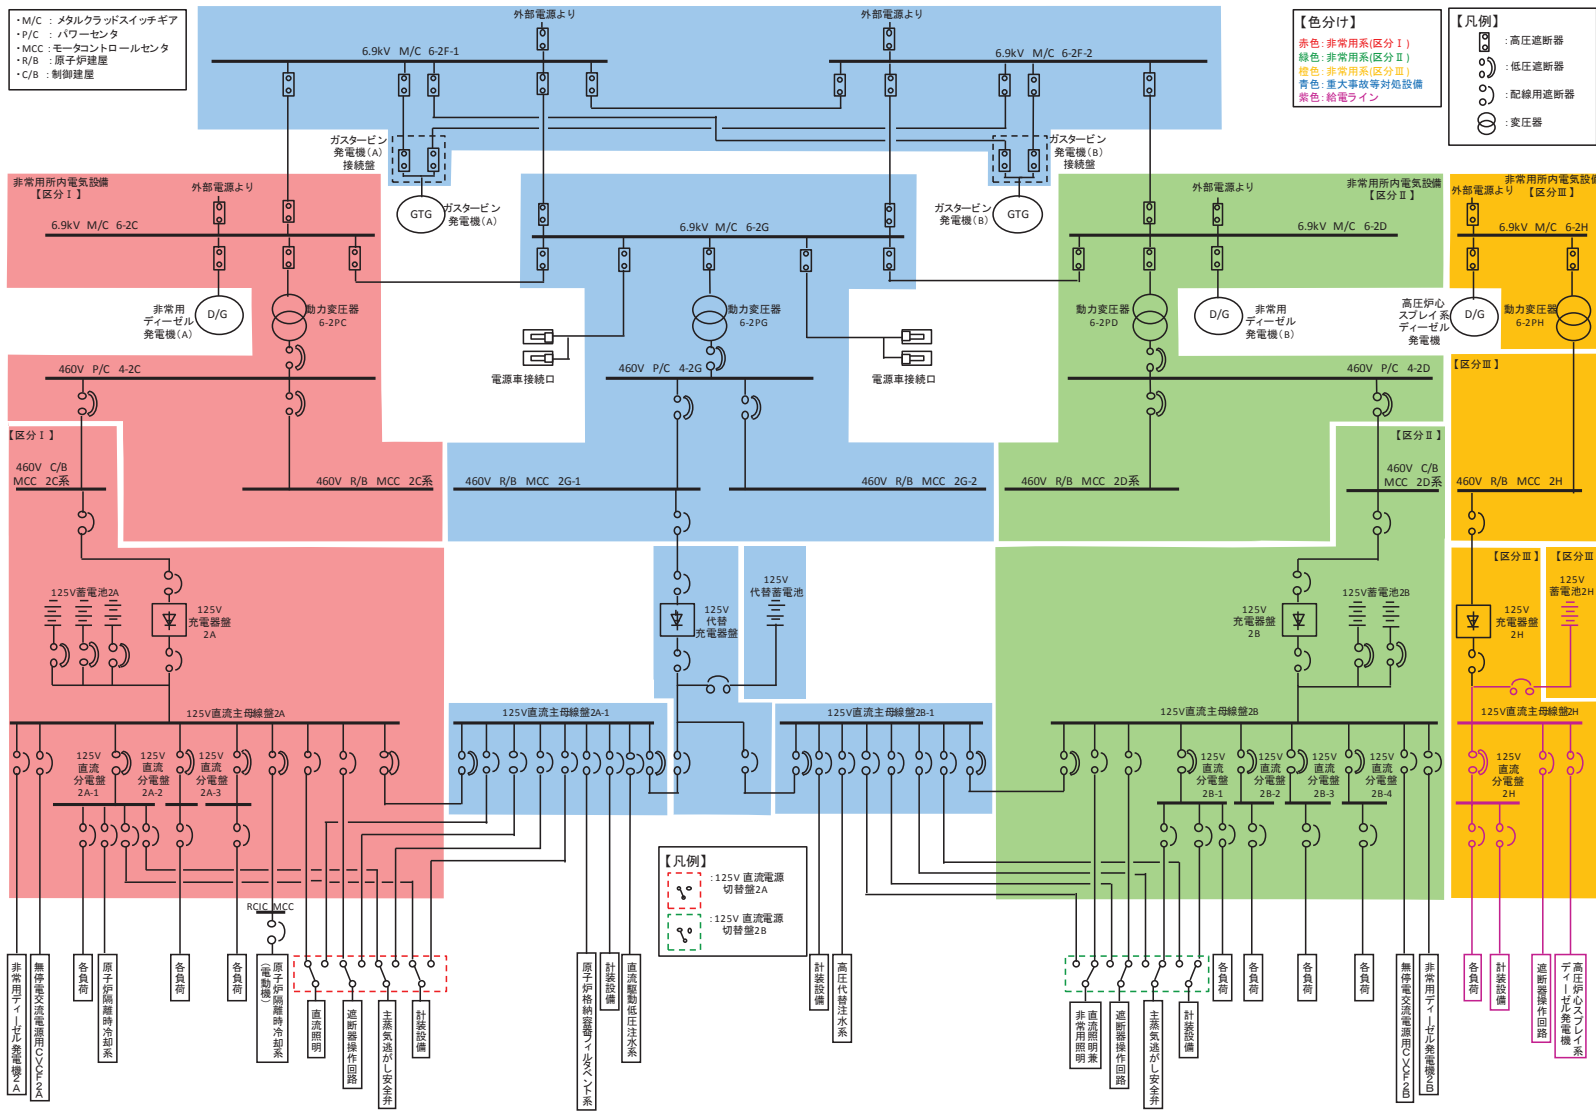 ・M/C ： メタルクラッドスイッチギア
・P/C ： パワーセンタ
・MCC ：モータコントロールセンタ
・R/B ：原子炉建屋
・C/B ：制御建屋
外部電源より
外部電源より
6.9kV M/C 6-2F-1
6.9kV M/C 6-2F-2
【色分け】
赤色：非常用系(区分Ⅰ)
緑色：非常用系(区分Ⅱ)
橙色：非常用系(区分Ⅲ)
青色：重大事故等対処設備
紫色：給電ライン
【凡例】
：高圧遮断器
：低圧遮断器
：配線用遮断器
：変圧器
ガスタービン
発電機(A)
接続盤
ガスタービン
発電機(B)
接続盤
GTG
ガスタービン
発電機(A)
ガスタービン
発電機(B)
GTG
非常用所内電気設備
【区分Ⅰ】
外部電源より
6.9kV M/C 6-2C
6.9kV M/C 6-2G
外部電源より
非常用所内電気設備
【区分Ⅱ】
6.9kV M/C 6-2D
非常用所内電気設備
【区分Ⅲ】
外部電源より
6.9kV M/C 6-2H
非常用
ディーゼル
発電機(A)
D/G
動力変圧器
6-2PC
動力変圧器
6-2PG
動力変圧器
6-2PD
D/G
非常用
ディーゼル
発電機(B)
高圧炉心
スプレイ系
ディーゼル
発電機
D/G
動力変圧器
6-2PH
電源車接続口
電源車接続口
460V P/C 4-2C
460V P/C 4-2G
460V P/C 4-2D
【区分Ⅲ】
【区分Ⅰ】
【区分Ⅱ】
460V C/B
MCC 2C系
460V R/B MCC 2C系
460V R/B MCC 2G-1
460V R/B MCC 2G-2
460V R/B MCC 2D系
460V C/B
MCC 2D系
460V R/B MCC 2H
【区分Ⅲ】
【区分Ⅲ
125V蓄電池2A
125V
充電器盤
2A
125V
代替
充電器盤
125V
代替蓄電池
125V
充電器盤
2B
125V蓄電池2B
125V
充電器盤
2H
125V
蓄電池2H
125V直流主母線盤2A
125V直流主母線盤2A-1
125V直流主母線盤2B-1
125V直流主母線盤2B
125V直流主母線盤2H
125V
直流
分電盤
2A-1
125V
直流
分電盤
2A-2
125V
直流
分電盤
2A-3
125V
直流
分電盤
2B-1
125V
直流
分電盤
2B-2
125V
直流
分電盤
2B-3
125V
直流
分電盤
2B-4
125V
直流
分電盤
2H
【凡例】
：125V 直流電源
切替盤2A
：125V 直流電源
切替盤2B
RCIC MCC
非常用ディーゼル発電機2A
無停電交流電源用CVCF2A
各負荷
原子炉隔離時冷却系
各負荷
各負荷
原子炉隔離時冷却系
(電動機)
直流照明
遮断器操作回路
主蒸気逃がし安全弁
計装設備
原子炉格納容器フィルタベント系
計装設備
直流駆動低圧注水系
計装設備
高圧代替注水系
直流照明兼
非常用照明
遮断器操作回路
主蒸気逃がし安全弁
計装設備
各負荷
各負荷
各負荷
各負荷
無停電交流電源用CVCF2B
非常用ディーゼル発電機2B
各負荷
計装設備
遮断器操作回路
高圧炉心スプレイ系
ディーゼル発電機